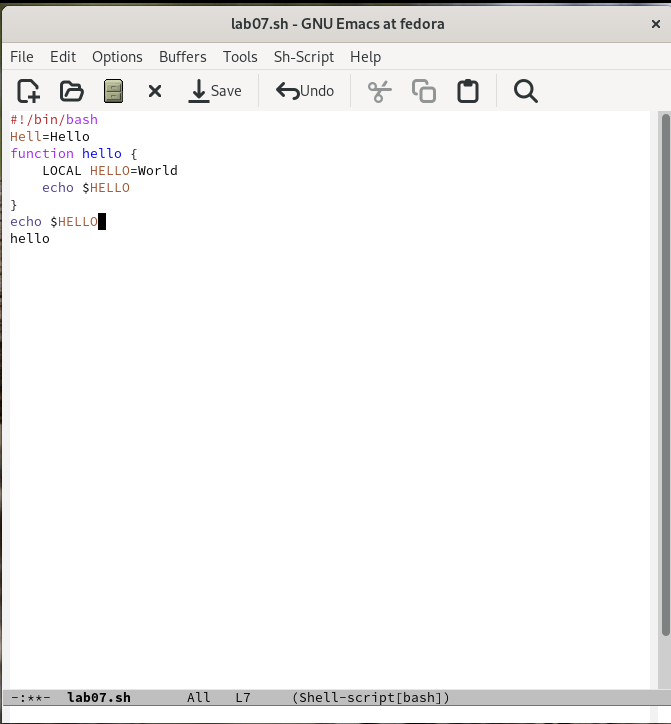 lab07.sh - GNU Emacs at fedora
File Edit Options Buffers Tools Sh-Script Help
Save Undo
#!/bin/bash
Hell=Hello
function hello {
    LOCAL HELLO=World
    echo $HELLO
}
echo $HELLO
hello
-:**-  lab07.sh       All   L7     (Shell-script[bash])